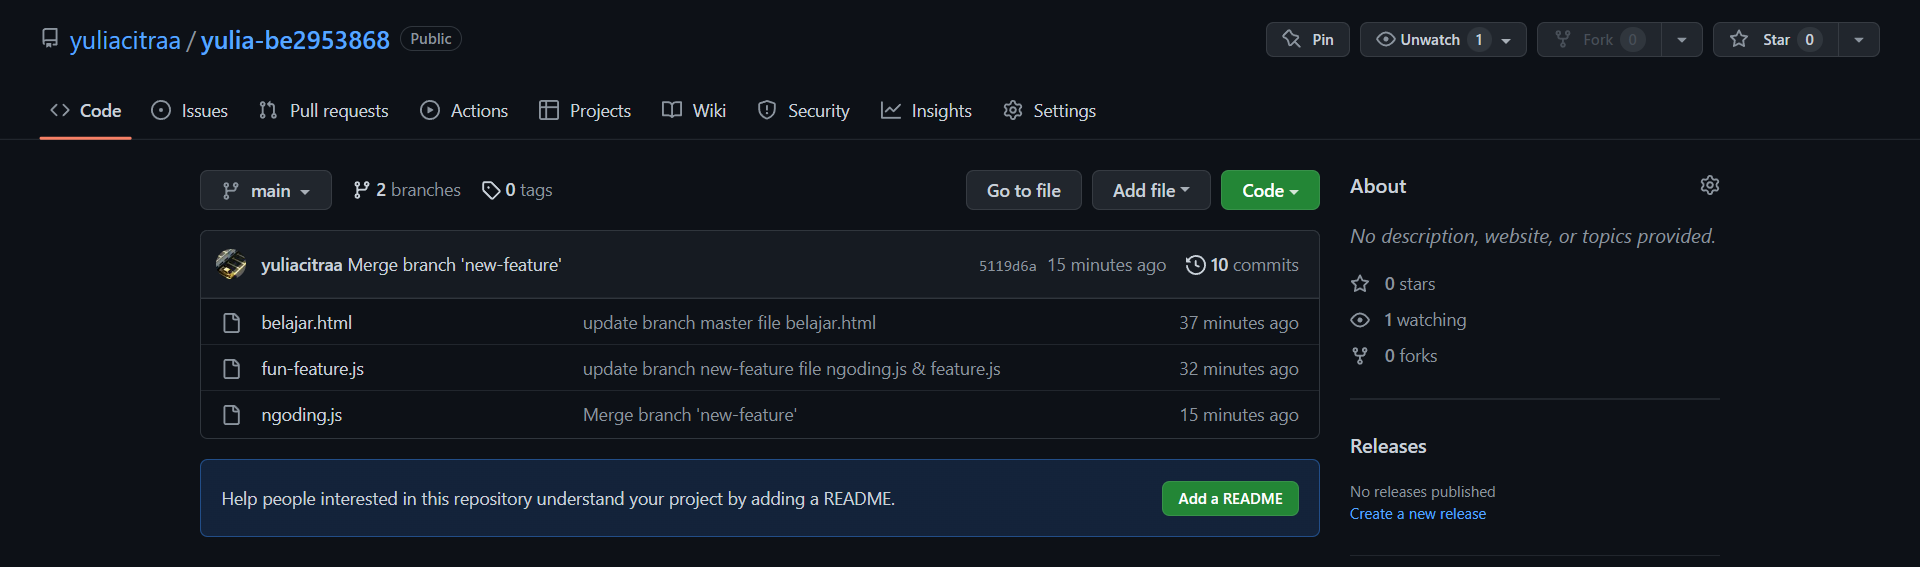 yuliacitraa / yulia-be2953868 Public
Pin Unwatch 1 Fork 0 Star 0
Code Issues Pull requests Actions Projects Wiki Security Insights Settings
main 2 branches 0 tags Go to file Add file Code
yuliacitraa Merge branch 'new-feature' 5119d6a 15 minutes ago 10 commits
belajar.html update branch master file belajar.html 37 minutes ago
fun-feature.js update branch new-feature file ngoding.js & feature.js 32 minutes ago
ngoding.js Merge branch 'new-feature' 15 minutes ago
Help people interested in this repository understand your project by adding a README. Add a README
About
No description, website, or topics provided.
0 stars
1 watching
0 forks
Releases
No releases published
Create a new release